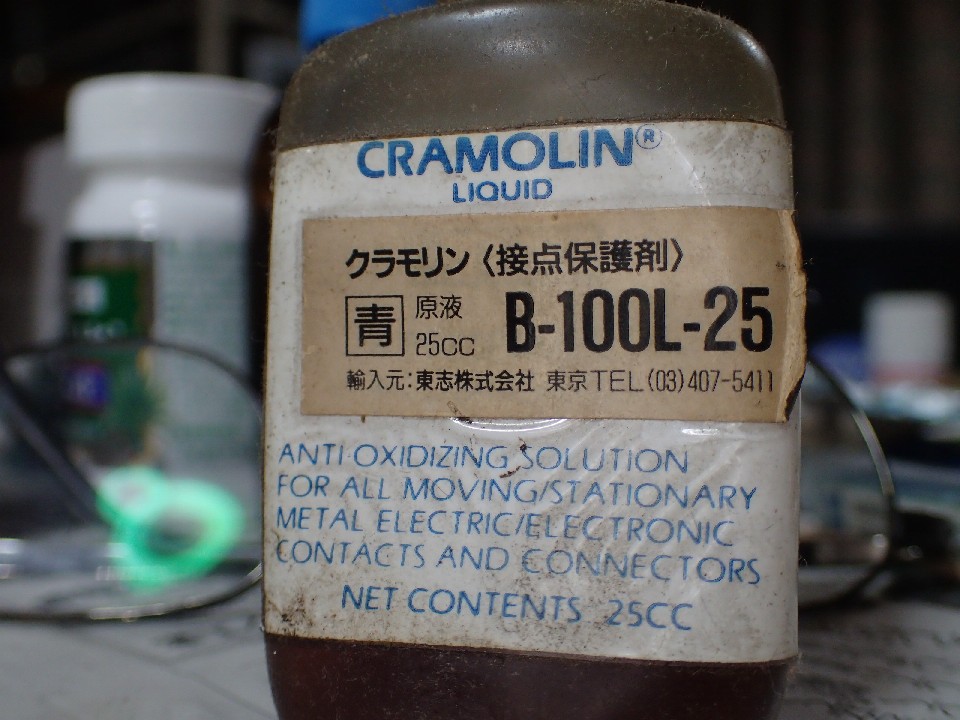 CRAMOLIN®
LIQUID
クラモリン〈接点保護剤〉
青 原液 25cc B-100L-25
輸入元:東志株式会社 東京TEL(03)407-5411
ANTI-OXIDIZING SOLUTION
FOR ALL MOVING/STATIONARY
METAL ELECTRIC/ELECTRONIC
CONTACTS AND CONNECTORS
NET CONTENTS 25CC